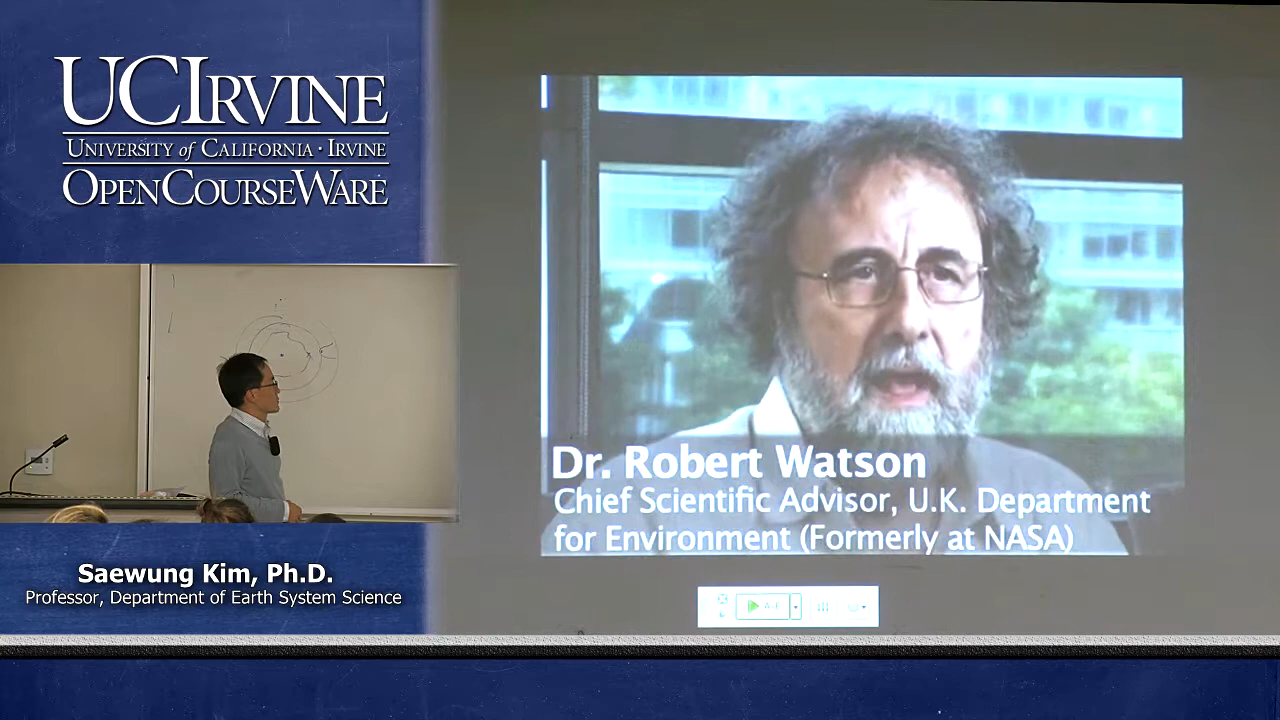 UCIRVINE
UNIVERSITY of CALIFORNIA · IRVINE
OPENCOURSEWARE
Dr. Robert Watson
Chief Scientific Advisor, U.K. Department
for Environment (Formerly at NASA)
Saewung Kim, Ph.D.
Professor, Department of Earth System Science